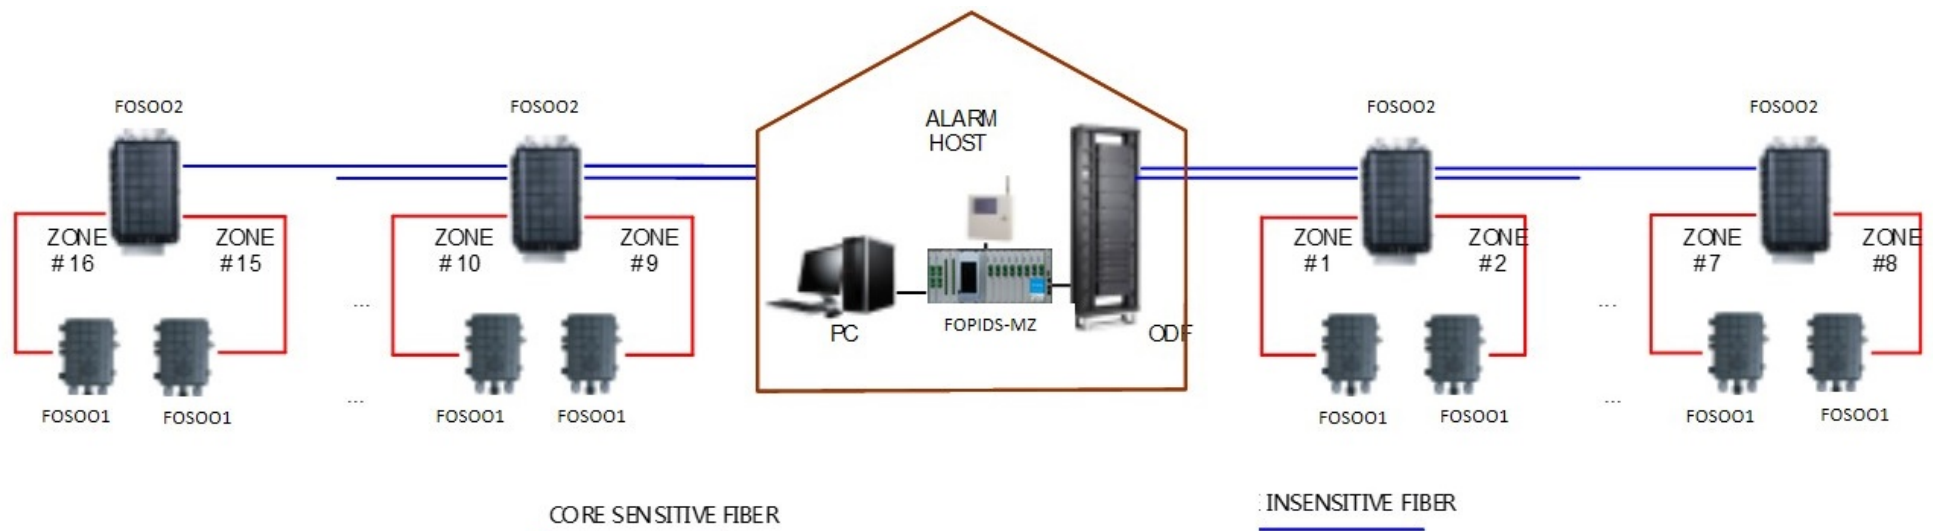 FOSOO2
FOSOO2
FOSOO2
FOSOO2
ALARM
HOST
ZONE
#16
ZONE
#15
ZONE
#10
ZONE
#9
ZONE
#1
ZONE
#2
ZONE
#7
ZONE
#8
...
...
PC
FOPIDS-MZ
ODF
...
...
FOSOO1
FOSOO1
FOSOO1
FOSOO1
FOSOO1
FOSOO1
FOSOO1
FOSOO1
CORE SENSITIVE FIBER
INSENSITIVE FIBER